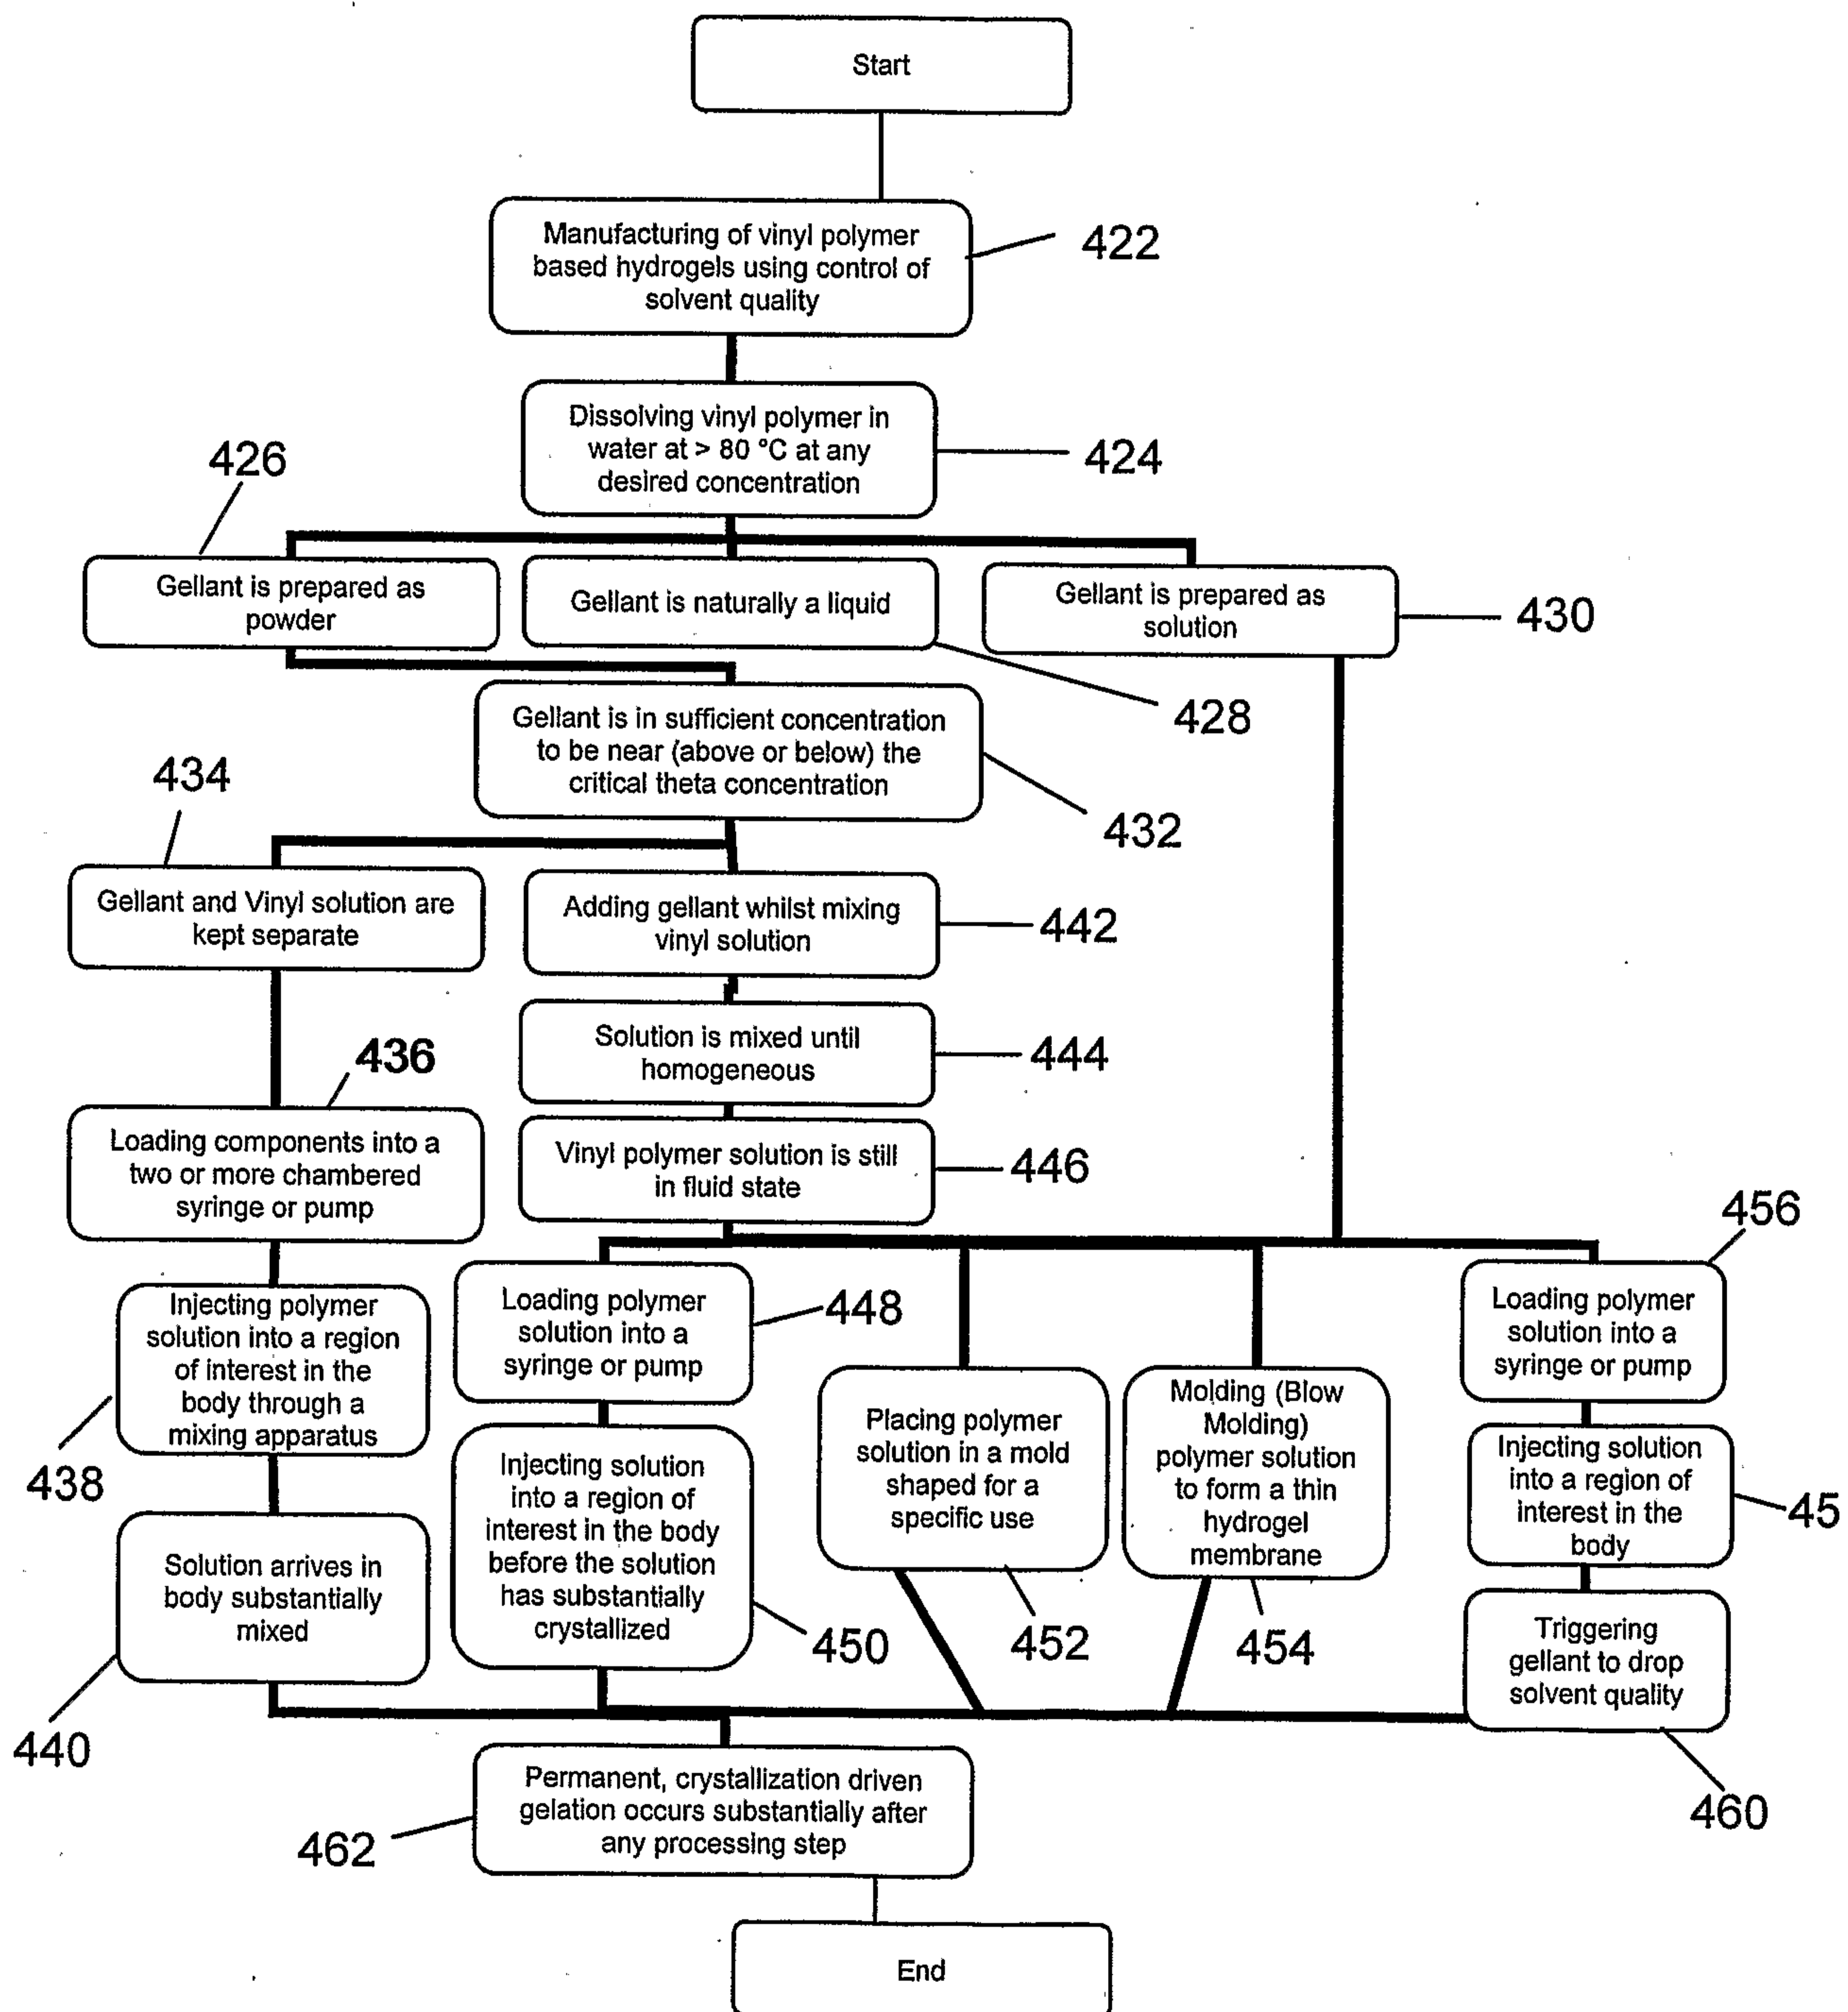 Start
Manufacturing of vinyl polymer
based hydrogels using control of
solvent quality
422
Dissolving vinyl polymer in
water at > 80 °C at any
desired concentration
424
426
Gellant is prepared as
powder
Gellant is naturally a liquid
Gellant is prepared as
solution
430
428
Gellant is in sufficient concentration
to be near (above or below) the
critical theta concentration
432
434
Gellant and Vinyl solution are
kept separate
Adding gellant whilst mixing
vinyl solution
442
Solution is mixed until
homogeneous
444
436
Loading components into a
two or more chambered
syringe or pump
Vinyl polymer solution is still
in fluid state
446
456
Injecting polymer
solution into a region
of interest in the
body through a
mixing apparatus
438
Loading polymer
solution into a
syringe or pump
448
Placing polymer
solution in a mold
shaped for a
specific use
452
Molding (Blow
Molding)
polymer solution
to form a thin
hydrogel
membrane
454
Loading polymer
solution into a
syringe or pump
Injecting solution
into a region of
interest in the
body
45
Solution arrives in
body substantially
mixed
440
Injecting solution
into a region of
interest in the body
before the solution
has substantially
crystallized
450
Triggering
gellant to drop
solvent quality
460
Permanent, crystallization driven
gelation occurs substantially after
any processing step
462
End